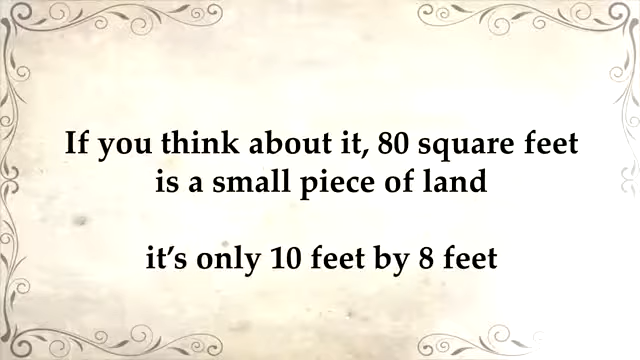 If you think about it, 80 square feet
is a small piece of land
it’s only 10 feet by 8 feet